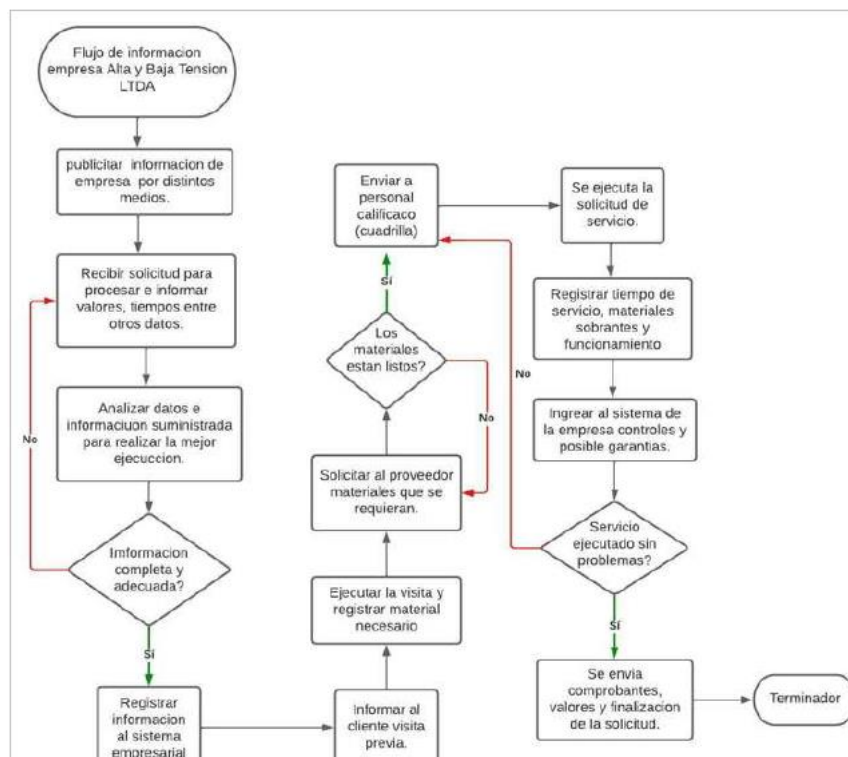 Flujo de informacion
empresa Alta y Baja Tension
LTDA
publicitar informacion de
empresa por distintos
medios.
Recibir solicitud para
procesar e informar
valores, tiempos entre
otros datos.
Analizar datos e
informaciuon suministrada
para realizar la mejor
ejecuccion.
No
Imformacion
completa y
adecuada?
Sí
Registrar
informacion
al sistema
empresarial
Informar al
cliente visita
previa.
Ejecutar la visita y
registrar material
necesario
Solicitar al proveedor
materiales que se
requieran.
Los
materiales
estan listos?
No
Sí
Enviar a
personal
calificaco
(cuadrilla)
Se ejecuta la
solicitud de
servicio.
Registrar tiempo de
servicio, materiales
sobrantes y
funcionamiento
Ingrear al sistema de
la empresa controles y
posible garantias.
Servicio
ejecutado sin
problemas?
No
Sí
Se envia
comprobantes,
valores y finalizacion
de la solicitud.
Terminador